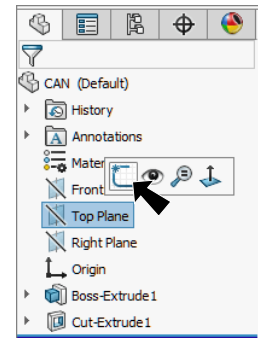 CAN (Default)
History
Annotations
Mater
Front
Top Plane
Right Plane
Origin
Boss-Extrude1
Cut-Extrude1